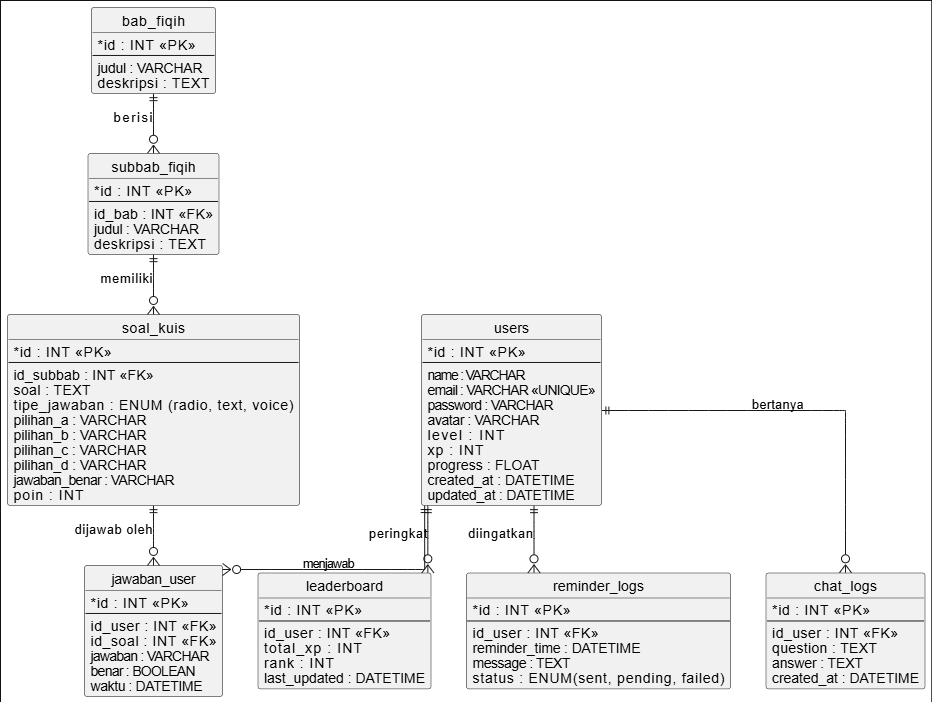 bab_fiqih
*id : INT «PK»
judul : VARCHAR
deskripsi : TEXT
berisi
subbab_fiqih
*id : INT «PK»
id_bab : INT «FK»
judul : VARCHAR
deskripsi : TEXT
memiliki
soal_kuis
*id : INT «PK»
id_subbab : INT «FK»
soal : TEXT
tipe_jawaban : ENUM (radio, text, voice)
pilihan_a : VARCHAR
pilihan_b : VARCHAR
pilihan_c : VARCHAR
pilihan_d : VARCHAR
jawaban_benar : VARCHAR
poin : INT
users
*id : INT «PK»
name : VARCHAR
email : VARCHAR «UNIQUE»
password : VARCHAR
avatar : VARCHAR
level : INT
xp : INT
progress : FLOAT
created_at : DATETIME
updated_at : DATETIME
bertanya
dijawab oleh
peringkat
diingatkan
menjawab
jawaban_user
*id : INT «PK»
id_user : INT «FK»
id_soal : INT «FK»
jawaban : VARCHAR
benar : BOOLEAN
waktu : DATETIME
leaderboard
*id : INT «PK»
id_user : INT «FK»
total_xp : INT
rank : INT
last_updated : DATETIME
reminder_logs
*id : INT «PK»
id_user : INT «FK»
reminder_time : DATETIME
message : TEXT
status : ENUM(sent, pending, failed)
chat_logs
*id : INT «PK»
id_user : INT «FK»
question : TEXT
answer : TEXT
created_at : DATETIME